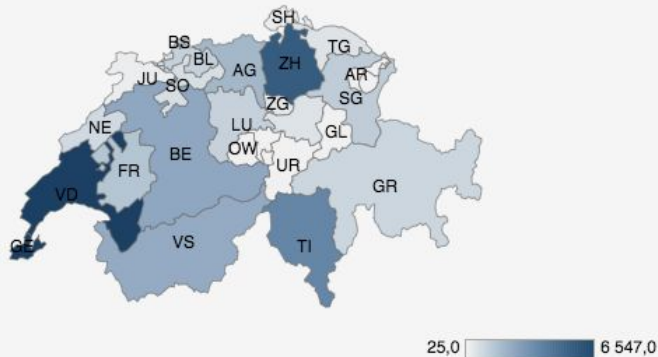 SH
BS
BL
TG
JU
AG
ZH
AR
SO
ZG
SG
NE
LU
GL
OW
BE
FR
UR
GR
VD
VS
TI
GE
25,0 6 547,0